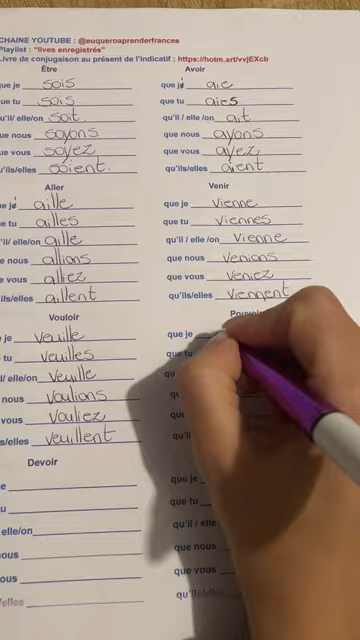 CHAINE YOUTUBE : @euqueroaprenderfrances
Playlist : "lives enregistrés"
Livre de conjugaison au présent de l'indicatif : https://hotm.art/vvjEXcb
Être
que je sois
que tu sois
qu'il/ elle/on soit
que nous soyons
que vous soyez
qu'ils/elles soient
Avoir
que j' aie
que tu aies
qu'il / elle /on ait
que nous ayons
que vous ayez
qu'ils/elles aient
Aller
que j' aille
que tu ailles
qu'il/ elle/on aille
que nous allions
que vous alliez
qu'ils/elles aillent
Venir
que je vienne
que tu viennes
qu'il / elle /on vienne
que nous venions
que vous veniez
qu'ils/elles viennent
Vouloir
je veuille
tu veuilles
l/ elle/on veuille
nous voulions
vous vouliez
s/elles veuillent
Pouvoir
que je
que tu
qu'il
Devoir
elle/on
ous
ous
/elles
que je
que tu
qu'il / elle
que nous
que vous
qu'ils/elles